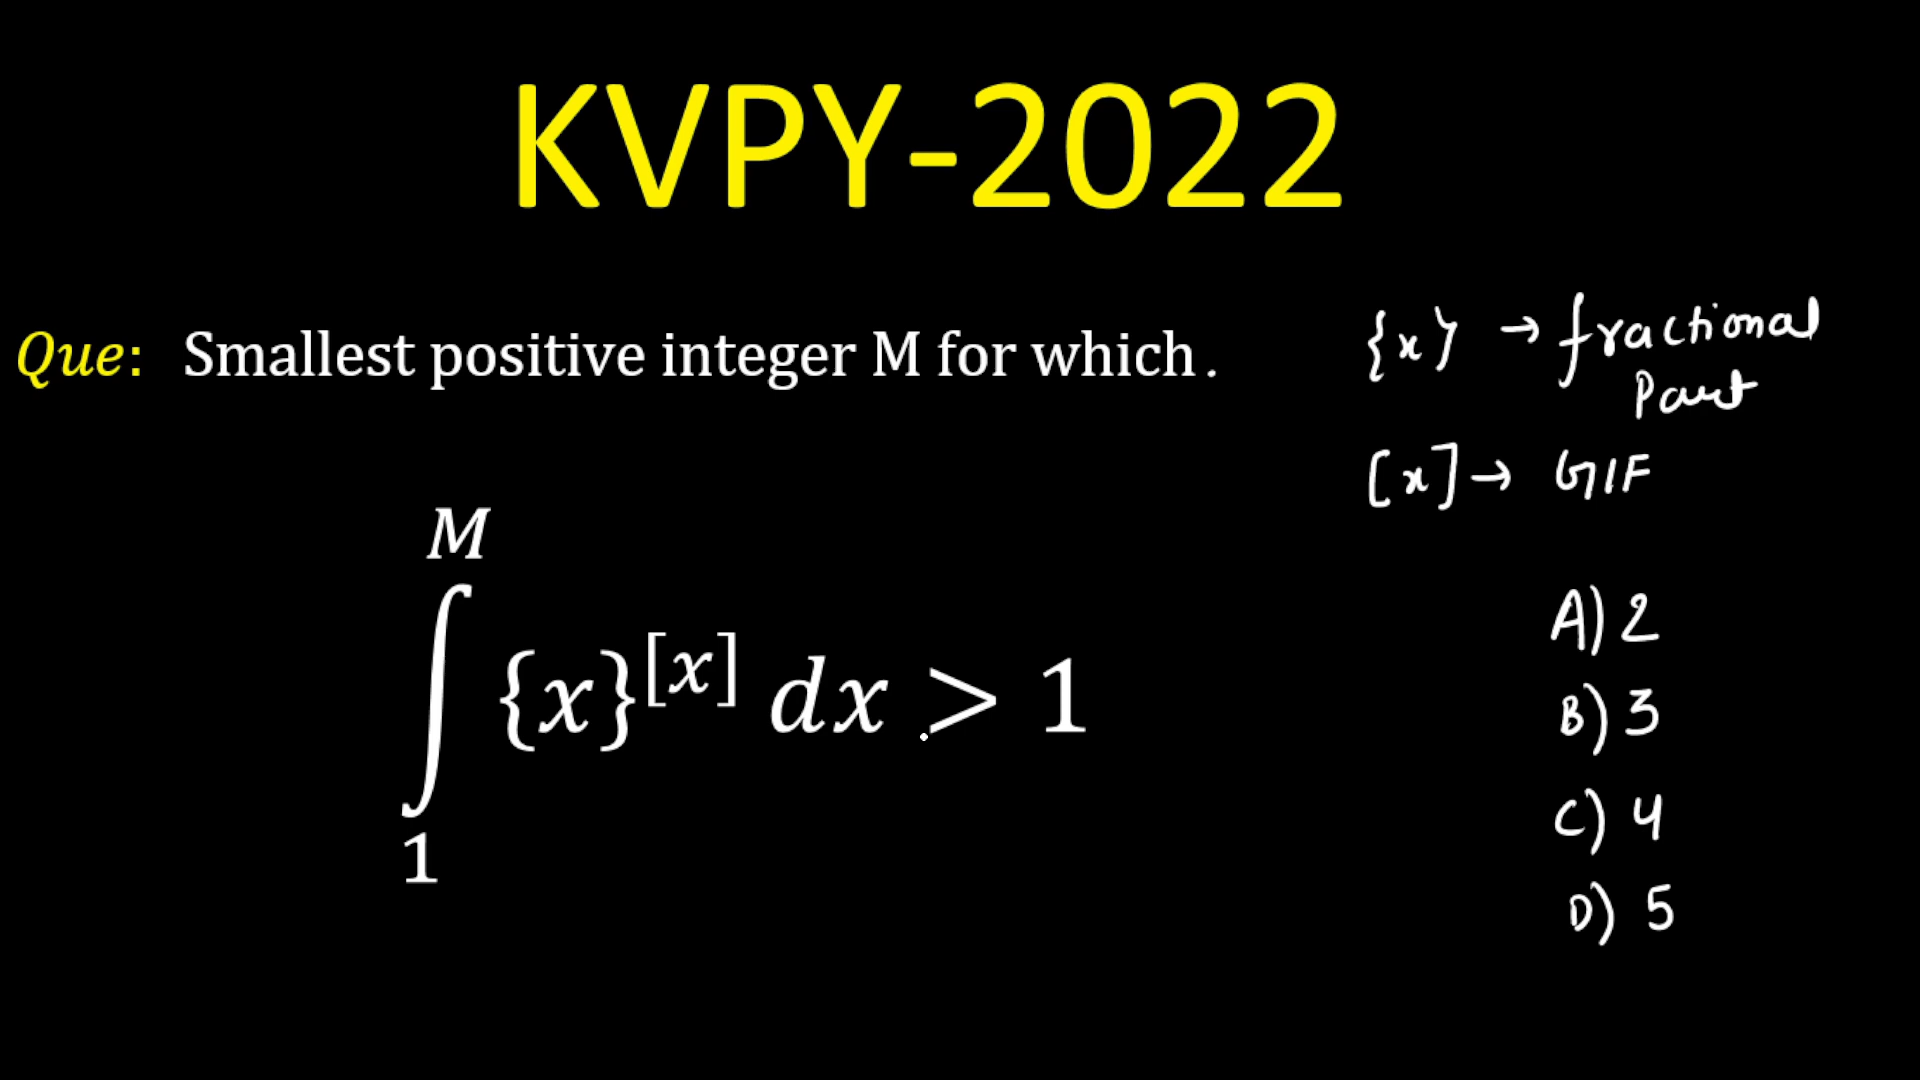 KVPY-2022
Que: Smallest positive integer M for which.
{x} → fractional
Part
[x] → GIF
M
∫ {x}^[x] dx > 1
1
A) 2
B) 3
C) 4
D) 5